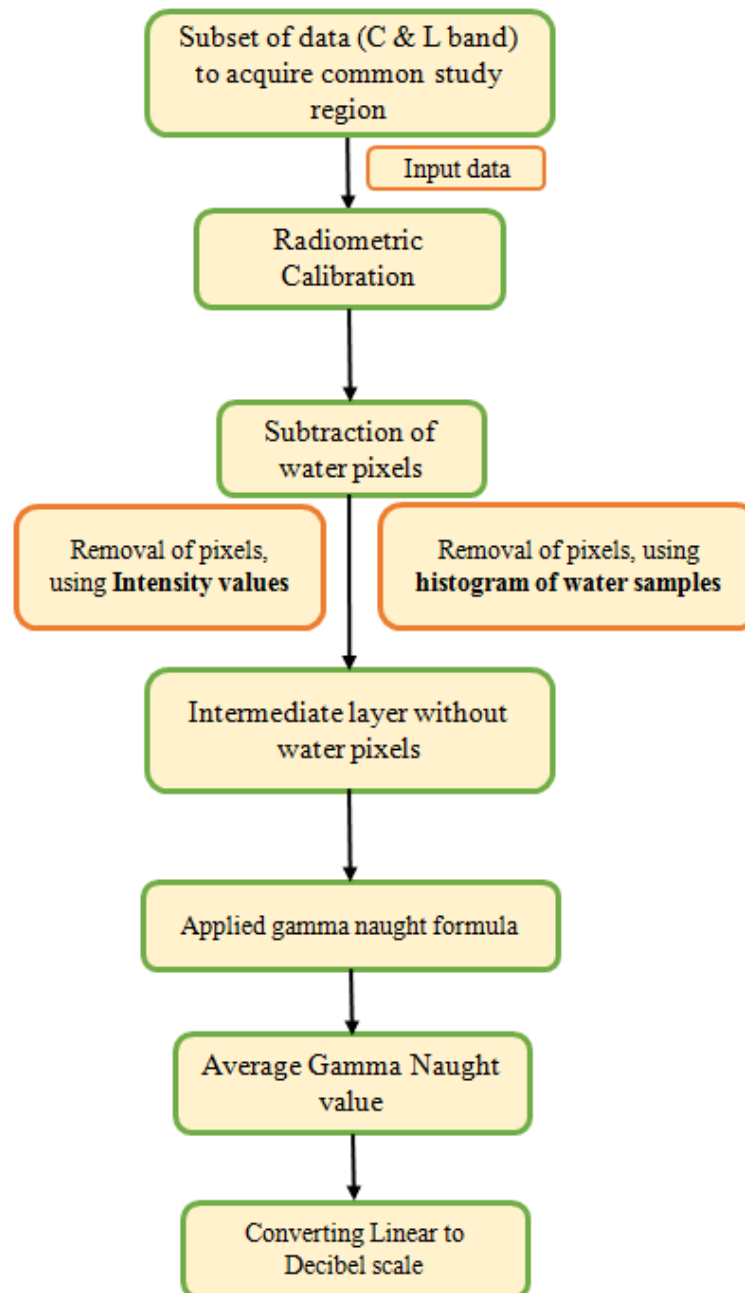 Subset of data (C & L band)
to acquire common study
region
Input data
Radiometric
Calibration
Subtraction of
water pixels
Removal of pixels,
using Intensity values
Removal of pixels, using
histogram of water samples
Intermediate layer without
water pixels
Applied gamma naught formula
Average Gamma Naught
value
Converting Linear to
Decibel scale